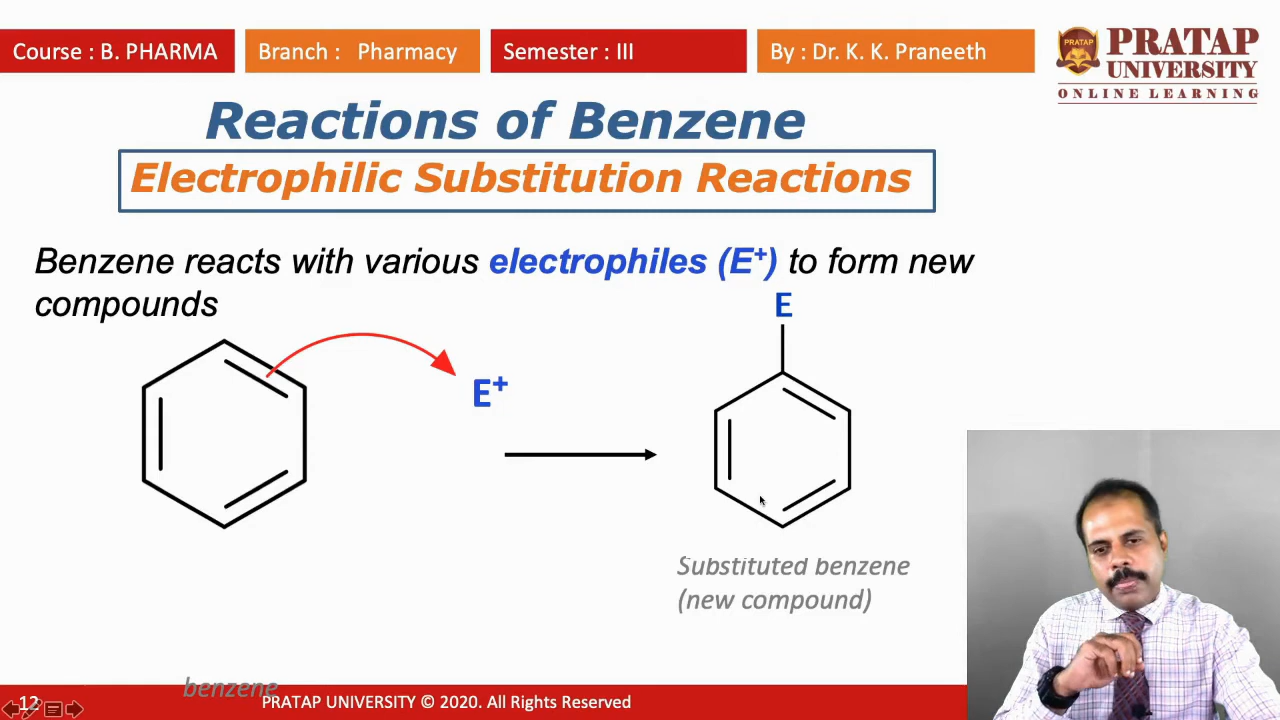 Course : B. PHARMA
Branch : Pharmacy
Semester : III
By : Dr. K. K. Praneeth
PRATAP
PRATAP
UNIVERSITY
ONLINE LEARNING
Reactions of Benzene
Electrophilic Substitution Reactions
Benzene reacts with various electrophiles (E⁺) to form new
compounds
E
E⁺
Substituted benzene
(new compound)
benzene
12
PRATAP UNIVERSITY © 2020. All Rights Reserved